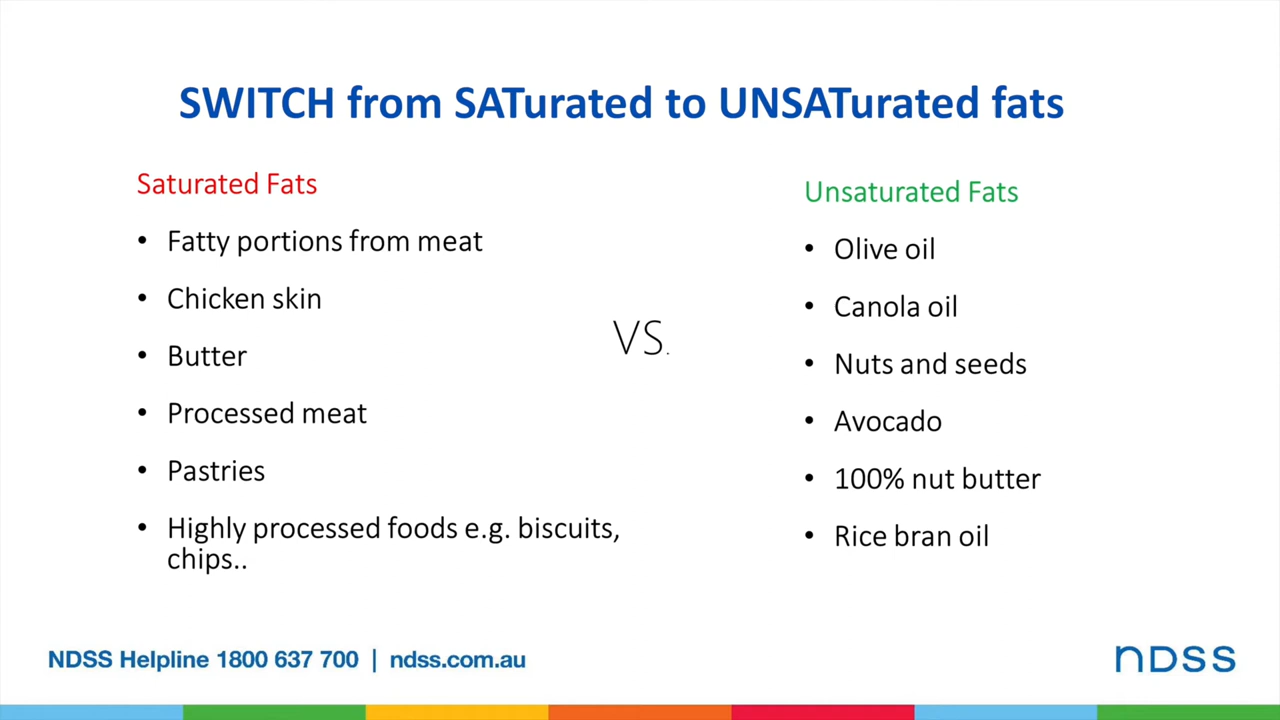 SWITCH from SATurated to UNSATurated fats
Saturated Fats
• Fatty portions from meat
• Chicken skin
• Butter
• Processed meat
• Pastries
• Highly processed foods e.g. biscuits,
chips..
VS.
Unsaturated Fats
• Olive oil
• Canola oil
• Nuts and seeds
• Avocado
• 100% nut butter
• Rice bran oil
NDSS Helpline 1800 637 700 | ndss.com.au
ndss